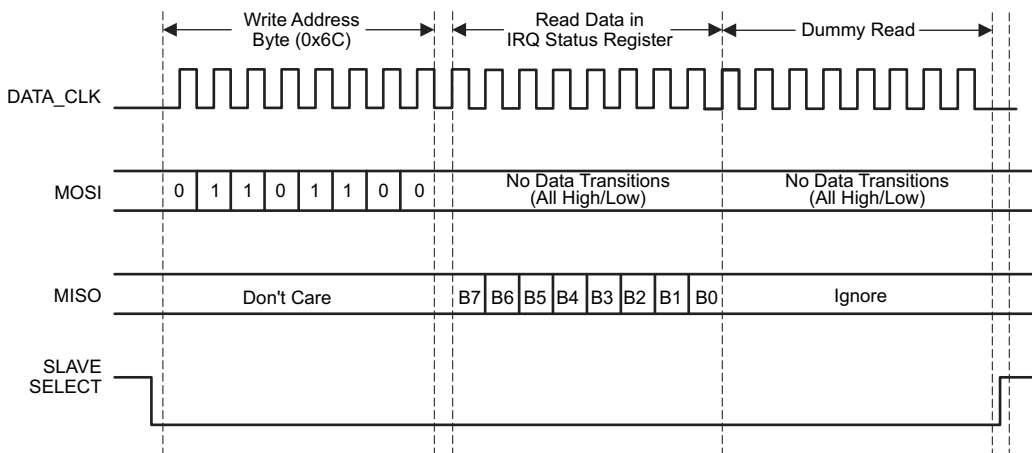 Write Address
Byte (0x6C)
Read Data in
IRQ Status Register
Dummy Read
DATA_CLK
MOSI
0 1 1 0 1 1 0 0
No Data Transitions
(All High/Low)
No Data Transitions
(All High/Low)
MISO
Don't Care
B7 B6 B5 B4 B3 B2 B1 B0
Ignore
SLAVE
SELECT